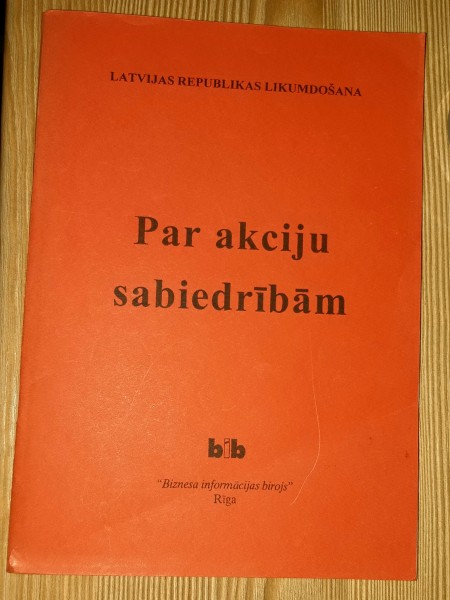 LATVIJAS REPUBLIKAS LIKUMDOŠANA
Par akciju
sabiedrībām
bib
"Biznesa informācijas birojs"
Rīga